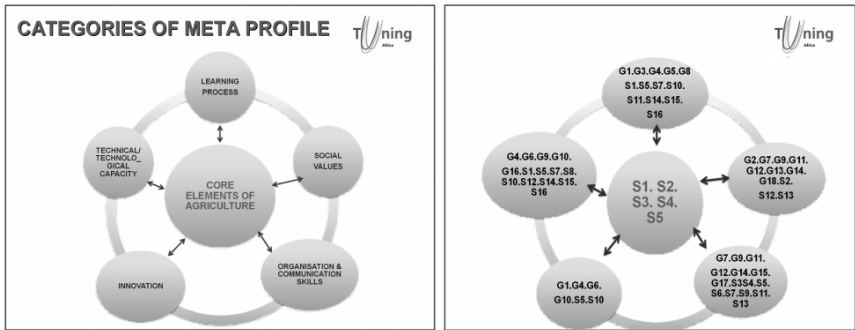 CATEGORIES OF META PROFILE
TUning
Africa
LEARNING
PROCESS
TECHNICAL/
TECHNOLO_
GICAL
CAPACITY
SOCIAL
VALUES
CORE
ELEMENTS OF
AGRICULTURE
INNOVATION
ORGANISATION &
COMMUNICATION
SKILLS
TUning
Africa
G1.G3.G4.G5.G8
S1.S5.S7.S10.
S11.S14.S15.
S16
G4.G6.G9.G10.
G16.S1.S5.S7.S8.
S10.S12.S14.S15.
S16
G2.G7.G9.G11.
G12.G13.G14.
G18.S2.
S12.S13
S1. S2.
S3. S4.
S5
G1.G4.G6.
G10.S5.S10
G7.G9.G11.
G12.G14.G15.
G17.S3S4.S5.
S6.S7.S9.S11.
S13